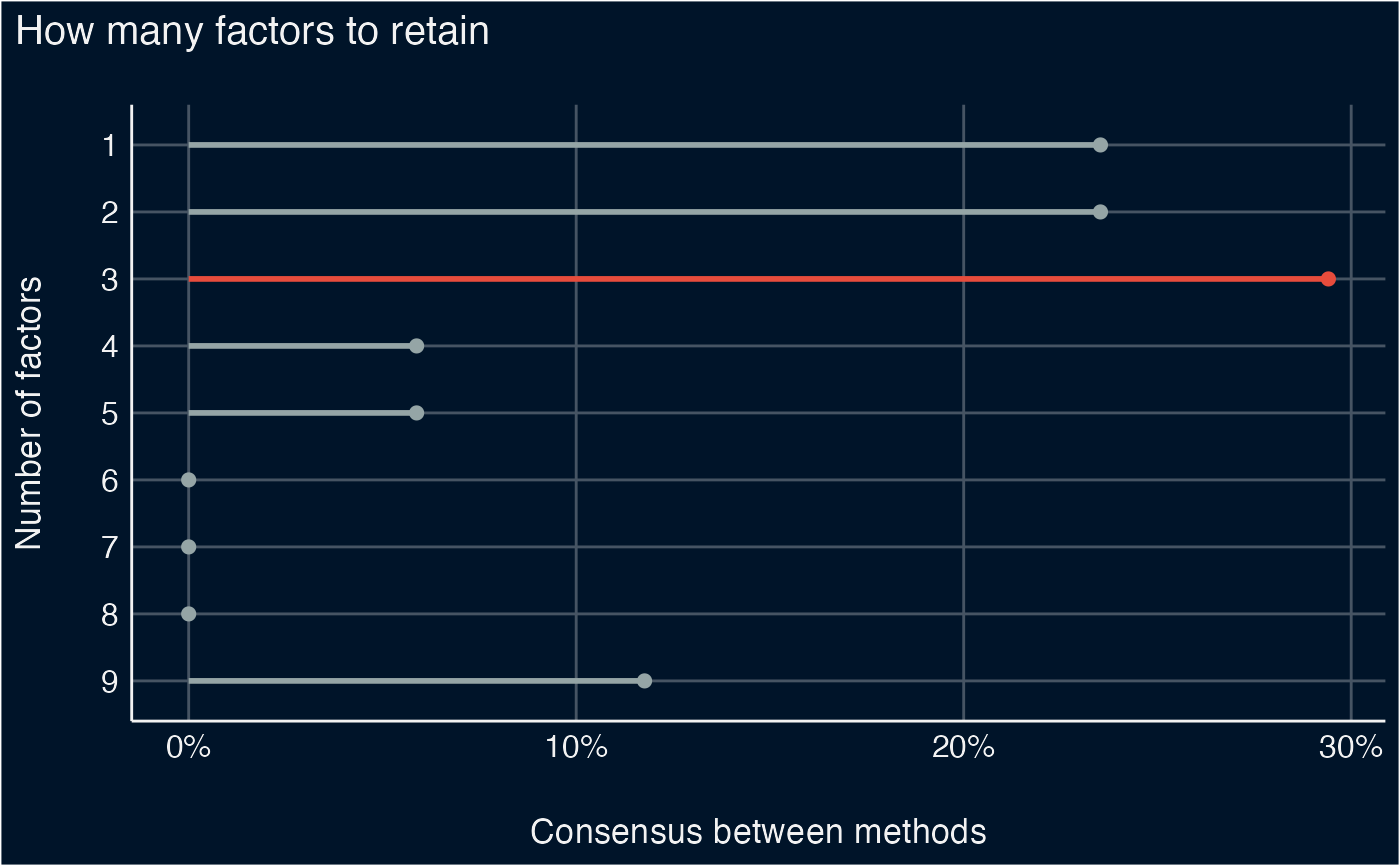 How many factors to retain
Number of factors
1
2
3
4
5
6
7
8
9
0% 10% 20% 30%
Consensus between methods